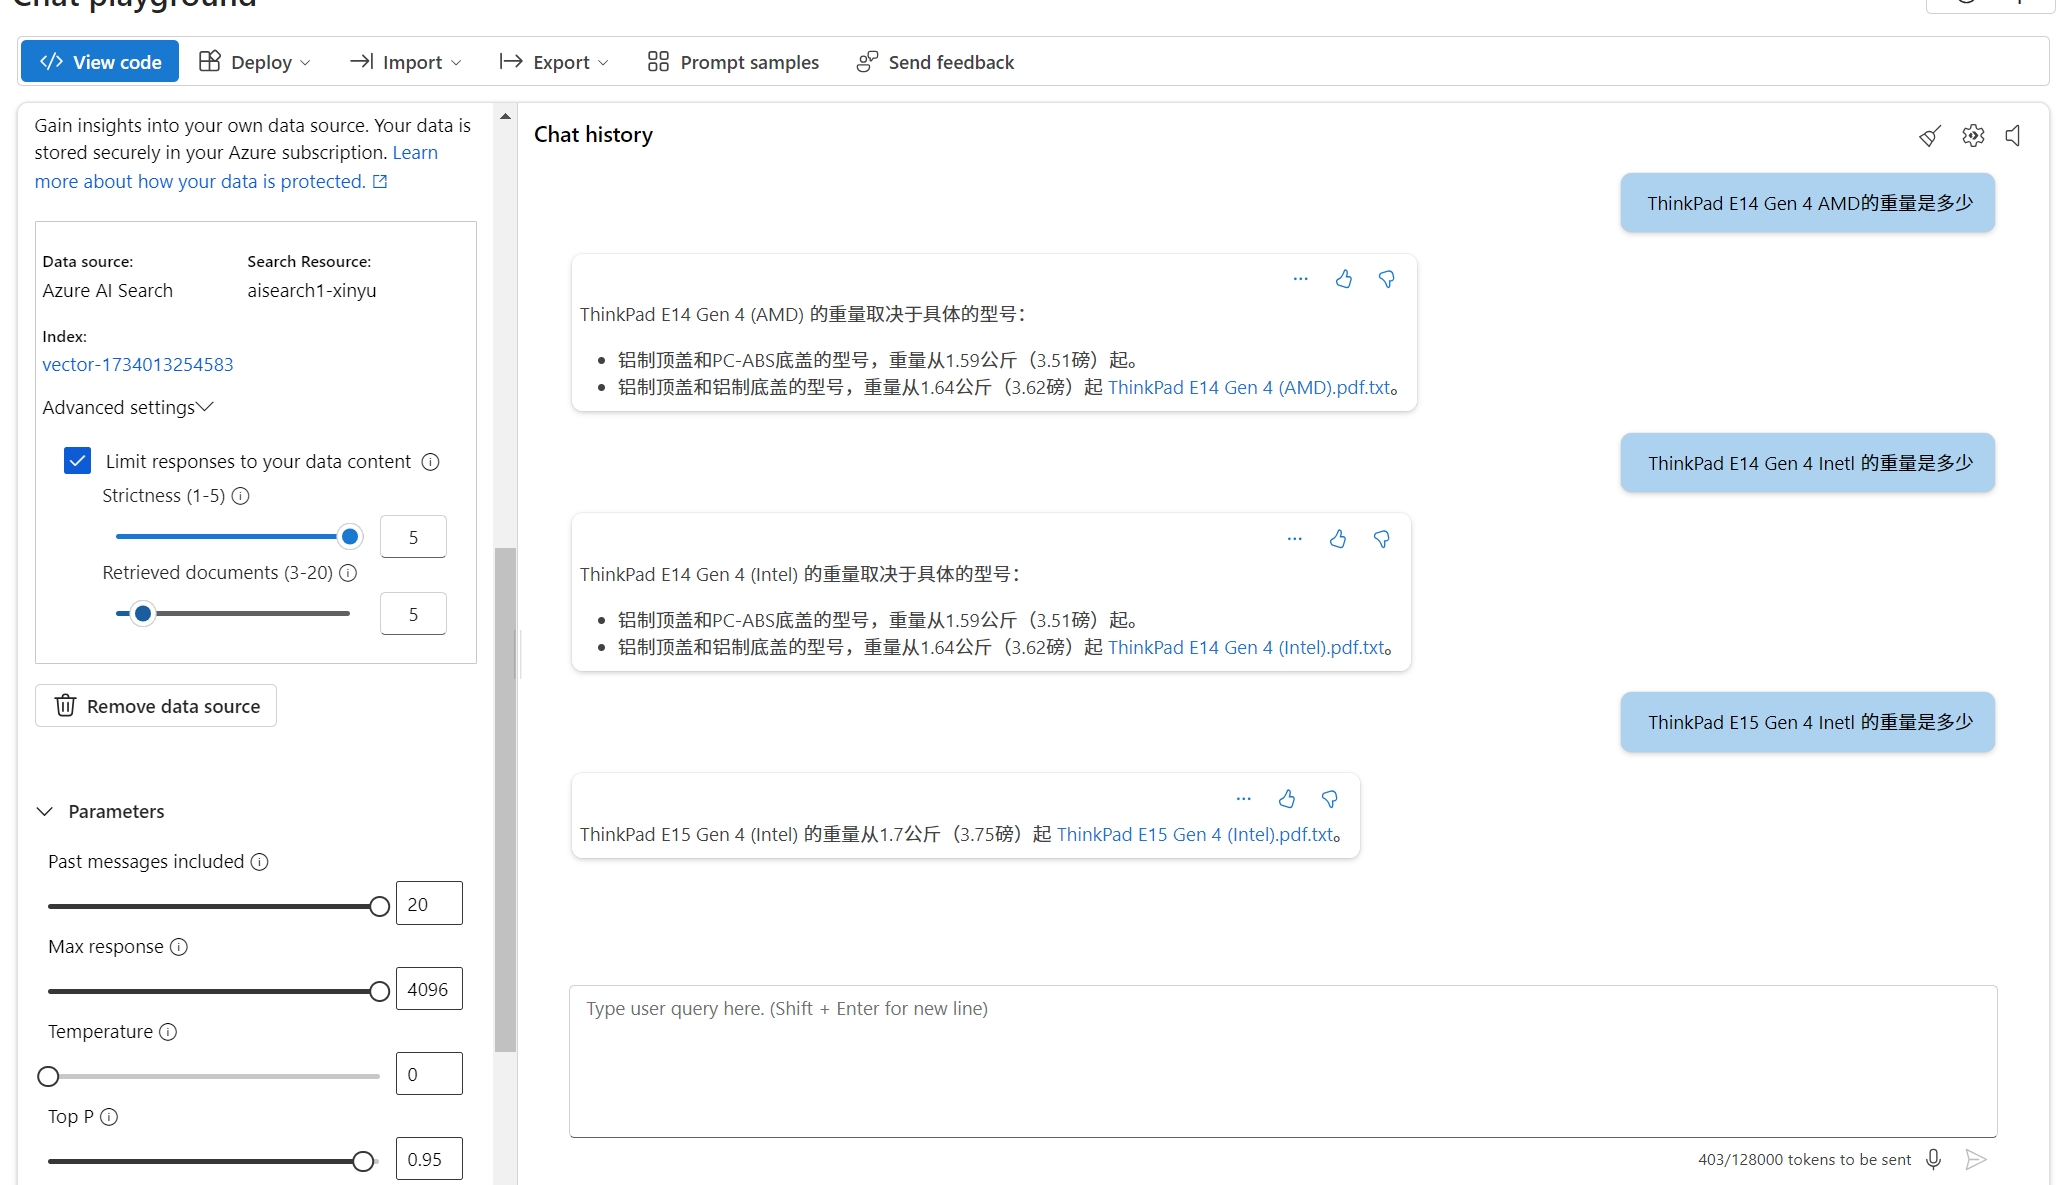 Chat playground
View code
Deploy
Import
Export
Prompt samples
Send feedback
Gain insights into your own data source. Your data is
stored securely in your Azure subscription. Learn
more about how your data is protected.
Data source:
Search Resource:
Azure AI Search
aisearch1-xinyu
Index:
vector-1734013254583
Advanced settings
Limit responses to your data content
Strictness (1-5)
5
Retrieved documents (3-20)
5
Remove data source
Parameters
Past messages included
20
Max response
4096
Temperature
0
Top P
0.95
Chat history
ThinkPad E14 Gen 4 AMD的重量是多少
ThinkPad E14 Gen 4 (AMD) 的重量取决于具体的型号：
铝制顶盖和PC-ABS底盖的型号，重量从1.59公斤（3.51磅）起。
铝制顶盖和铝制底盖的型号，重量从1.64公斤（3.62磅）起 ThinkPad E14 Gen 4 (AMD).pdf.txt。
ThinkPad E14 Gen 4 Inetl 的重量是多少
ThinkPad E14 Gen 4 (Intel) 的重量取决于具体的型号：
铝制顶盖和PC-ABS底盖的型号，重量从1.59公斤（3.51磅）起。
铝制顶盖和铝制底盖的型号，重量从1.64公斤（3.62磅）起 ThinkPad E14 Gen 4 (Intel).pdf.txt。
ThinkPad E15 Gen 4 Inetl 的重量是多少
ThinkPad E15 Gen 4 (Intel) 的重量从1.7公斤（3.75磅）起 ThinkPad E15 Gen 4 (Intel).pdf.txt。
Type user query here. (Shift + Enter for new line)
403/128000 tokens to be sent